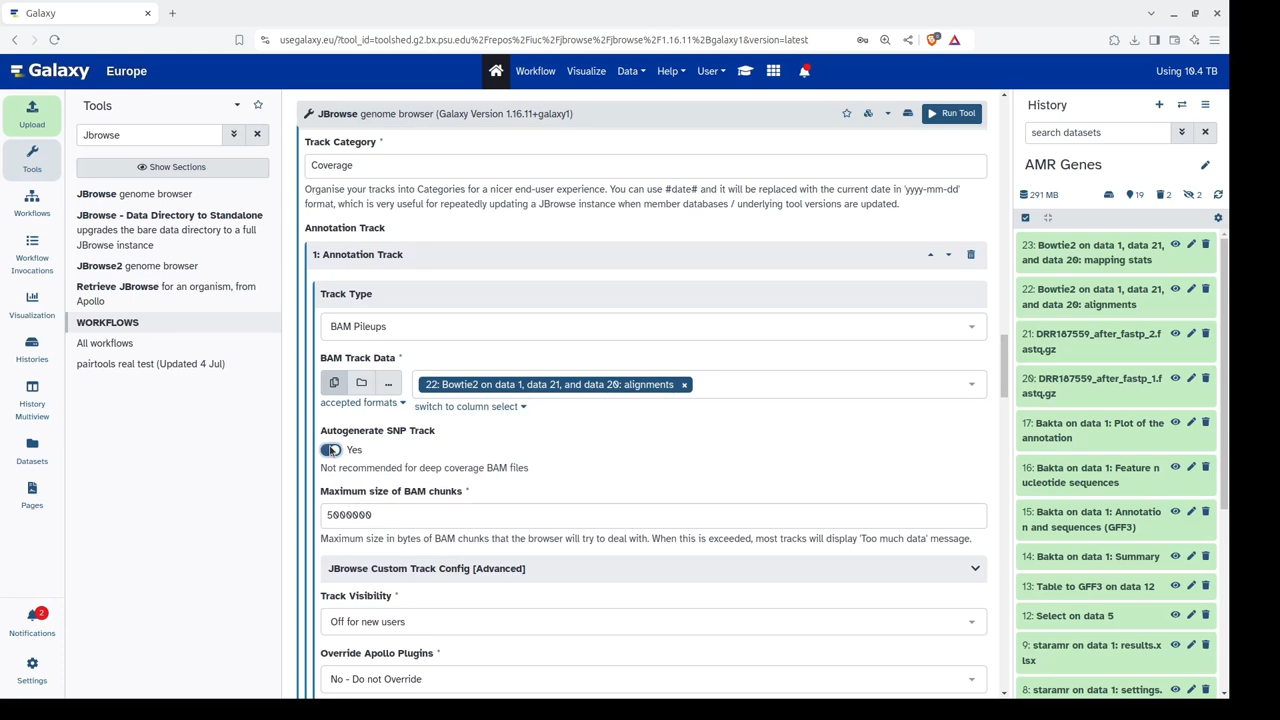 Galaxy
usegalaxy.eu/?tool_id=toolshed.g2.bx.psu.edu%2Frepos%2Fiuc%2Fjbrowse%2Fjbrowse%2F1.16.11%2Bgalaxy1&version=latest
Galaxy Europe Workflow Visualize Data Help User Using 10.4 TB
Upload
Tools
Workflows
Workflow
Invocations
Visualization
Histories
History
Multiview
Datasets
Pages
2
Notifications
Settings
Tools
Jbrowse
Show Sections
JBrowse genome browser
JBrowse - Data Directory to Standalone
upgrades the bare data directory to a full
JBrowse instance
JBrowse2 genome browser
Retrieve JBrowse for an organism, from
Apollo
WORKFLOWS
All workflows
pairtools real test (Updated 4 Jul)
JBrowse genome browser (Galaxy Version 1.16.11+galaxy1)
Run Tool
Track Category *
Coverage
Organise your tracks into Categories for a nicer end-user experience. You can use #date# and it will be replaced with the current date in 'yyyy-mm-dd'
format, which is very useful for repeatedly updating a JBrowse instance when member databases / underlying tool versions are updated.
Annotation Track
1: Annotation Track
Track Type
BAM Pileups
BAM Track Data *
22: Bowtie2 on data 1, data 21, and data 20: alignments ×
accepted formats switch to column select
Autogenerate SNP Track
Yes
Not recommended for deep coverage BAM files
Maximum size of BAM chunks *
5000000
Maximum size in bytes of BAM chunks that the browser will try to deal with. When this is exceeded, most tracks will display 'Too much data' message.
JBrowse Custom Track Config [Advanced]
Track Visibility *
Off for new users
Override Apollo Plugins *
No - Do not Override
History
search datasets
AMR Genes
291 MB 19 2 2
23: Bowtie2 on data 1, data 21,
and data 20: mapping stats
22: Bowtie2 on data 1, data 21,
and data 20: alignments
21: DRR187559_after_fastp_2.f
astq.gz
20: DRR187559_after_fastp_1.f
astq.gz
17: Bakta on data 1: Plot of the
annotation
16: Bakta on data 1: Feature n
ucleotide sequences
15: Bakta on data 1: Annotatio
n and sequences (GFF3)
14: Bakta on data 1: Summary
13: Table to GFF3 on data 12
12: Select on data 5
9: staramr on data 1: results.x
lsx
8: staramr on data 1: settings.